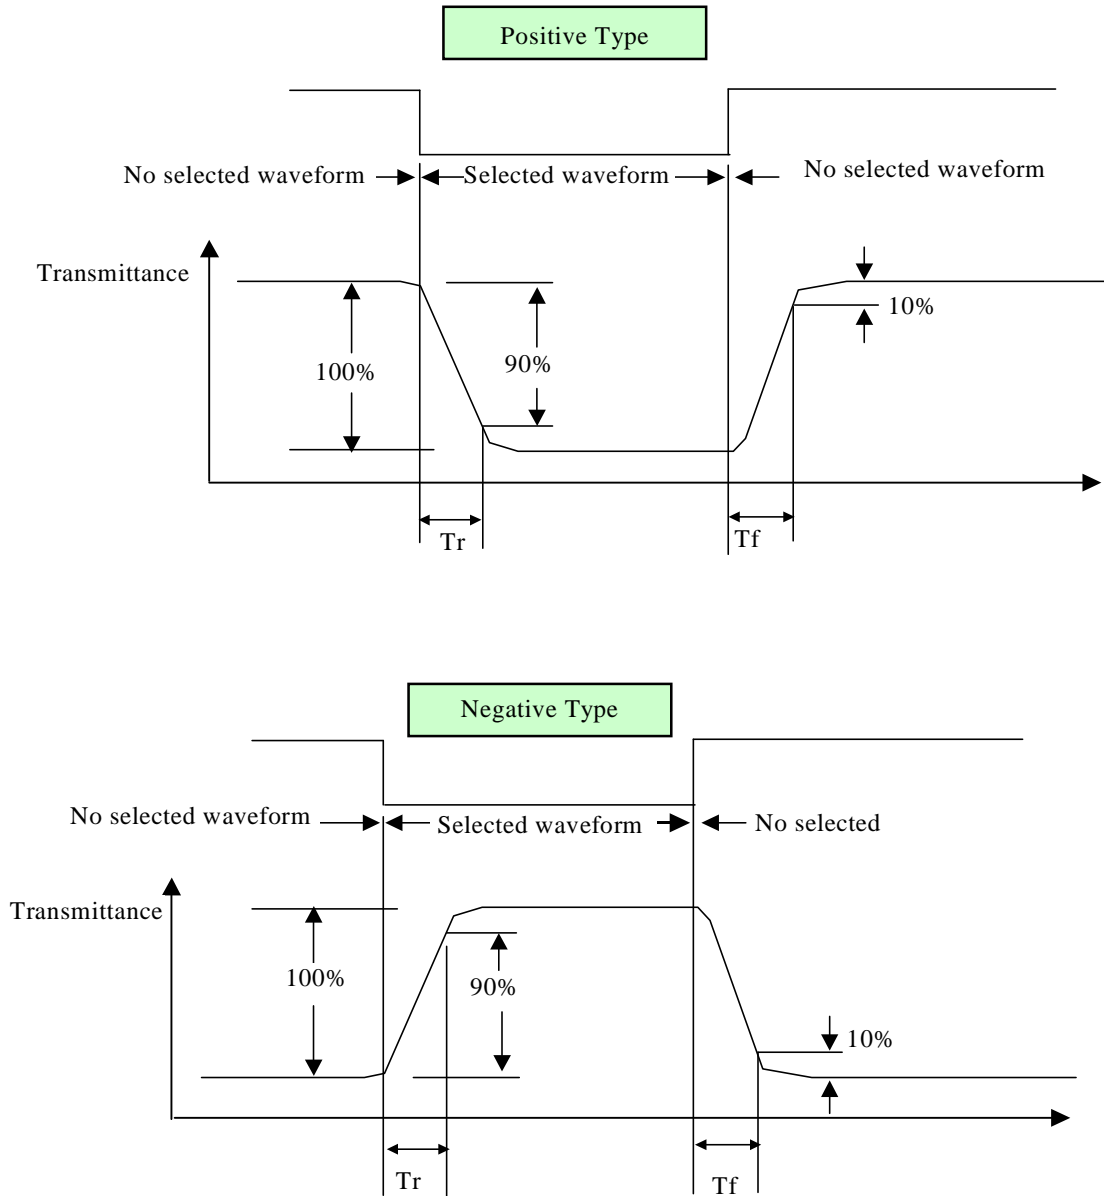 Positive Type
No selected waveform
Selected waveform
No selected waveform
Transmittance
10%
100%
90%
Tr
Tf
Negative Type
No selected waveform
Selected waveform
No selected
Transmittance
100%
90%
10%
Tr
Tf